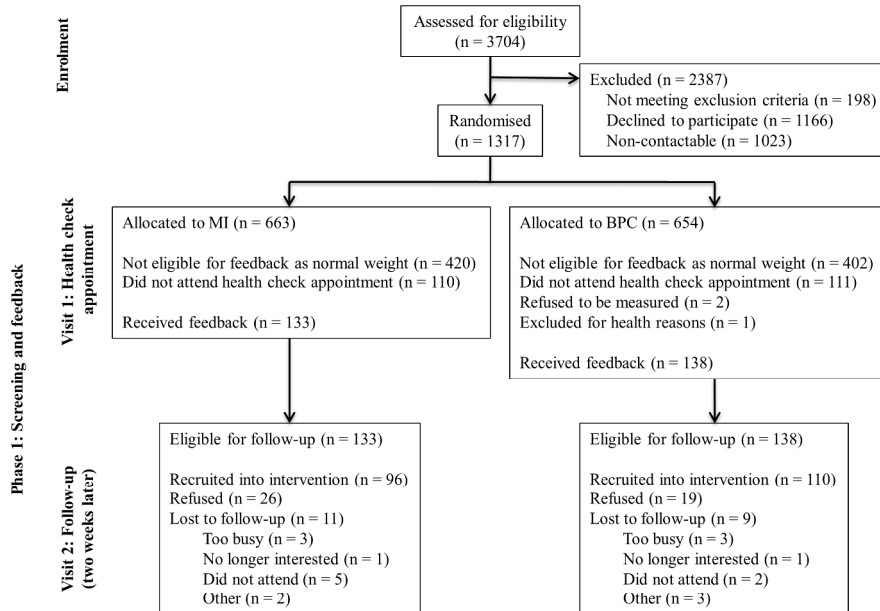 Enrolment
Assessed for eligibility
(n = 3704)
Excluded (n = 2387)
Not meeting exclusion criteria (n = 198)
Declined to participate (n = 1166)
Non-contactable (n = 1023)
Randomised
(n = 1317)
Phase 1: Screening and feedback
Visit 1: Health check
appointment
Allocated to MI (n = 663)
Not eligible for feedback as normal weight (n = 420)
Did not attend health check appointment (n = 110)
Received feedback (n = 133)
Allocated to BPC (n = 654)
Not eligible for feedback as normal weight (n = 402)
Did not attend health check appointment (n = 111)
Refused to be measured (n = 2)
Excluded for health reasons (n = 1)
Received feedback (n = 138)
Visit 2: Follow-up
(two weeks later)
Eligible for follow-up (n = 133)
Recruited into intervention (n = 96)
Refused (n = 26)
Lost to follow-up (n = 11)
Too busy (n = 3)
No longer interested (n = 1)
Did not attend (n = 5)
Other (n = 2)
Eligible for follow-up (n = 138)
Recruited into intervention (n = 110)
Refused (n = 19)
Lost to follow-up (n = 9)
Too busy (n = 3)
No longer interested (n = 1)
Did not attend (n = 2)
Other (n = 3)